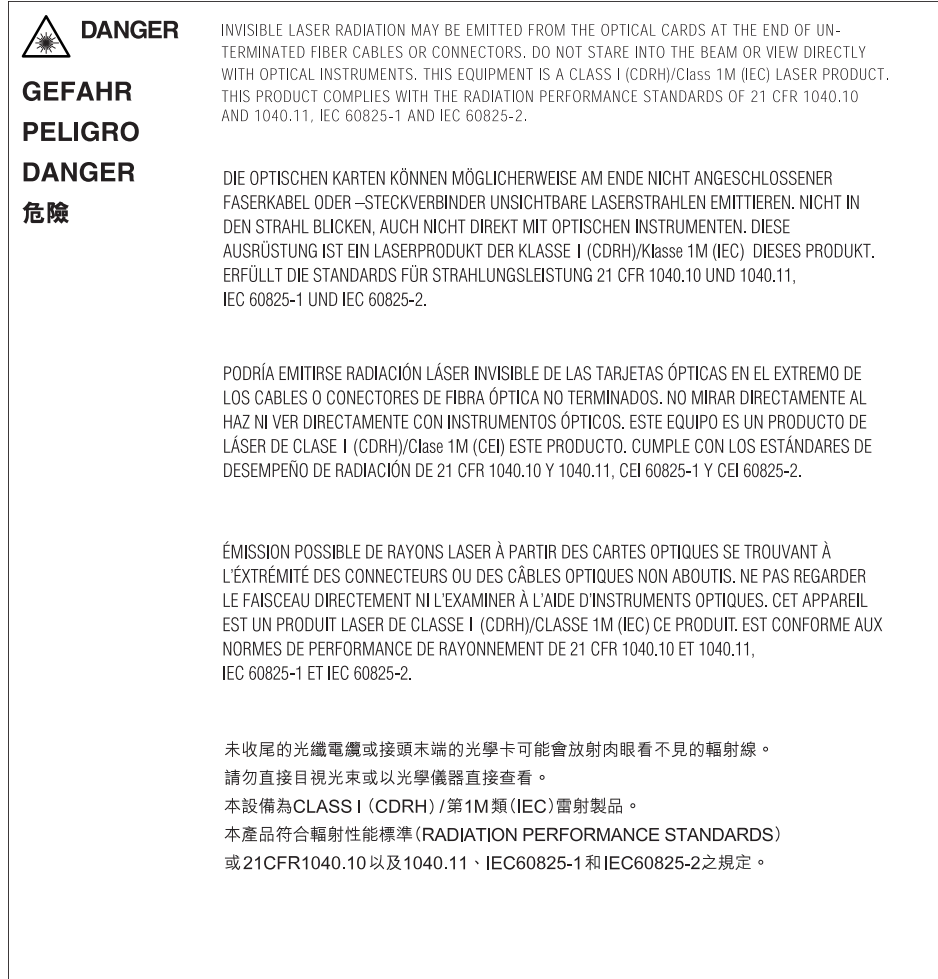 DANGER
GEFAHR
PELIGRO
DANGER
危險
INVISIBLE LASER RADIATION MAY BE EMITTED FROM THE OPTICAL CARDS AT THE END OF UN-
TERMINATED FIBER CABLES OR CONNECTORS. DO NOT STARE INTO THE BEAM OR VIEW DIRECTLY
WITH OPTICAL INSTRUMENTS. THIS EQUIPMENT IS A CLASS I (CDRH)/Class 1M (IEC) LASER PRODUCT.
THIS PRODUCT COMPLIES WITH THE RADIATION PERFORMANCE STANDARDS OF 21 CFR 1040.10
AND 1040.11, IEC 60825-1 AND IEC 60825-2.
DIE OPTISCHEN KARTEN KÖNNEN MÖGLICHERWEISE AM ENDE NICHT ANGESCHLOSSENER
FASERKABEL ODER –STECKVERBINDER UNSICHTBARE LASERSTRAHLEN EMITTIEREN. NICHT IN
DEN STRAHL BLICKEN, AUCH NICHT DIREKT MIT OPTISCHEN INSTRUMENTEN. DIESE
AUSRÜSTUNG IST EIN LASERPRODUKT DER KLASSE I (CDRH)/Klasse 1M (IEC) DIESES PRODUKT.
ERFÜLLT DIE STANDARDS FÜR STRAHLUNGSLEISTUNG 21 CFR 1040.10 UND 1040.11,
IEC 60825-1 UND IEC 60825-2.
PODRÍA EMITIRSE RADIACIÓN LÁSER INVISIBLE DE LAS TARJETAS ÓPTICAS EN EL EXTREMO DE
LOS CABLES O CONECTORES DE FIBRA ÓPTICA NO TERMINADOS. NO MIRAR DIRECTAMENTE AL
HAZ NI VER DIRECTAMENTE CON INSTRUMENTOS ÓPTICOS. ESTE EQUIPO ES UN PRODUCTO DE
LÁSER DE CLASE I (CDRH)/Clase 1M (CEI) ESTE PRODUCTO. CUMPLE CON LOS ESTÁNDARES DE
DESEMPEÑO DE RADIACIÓN DE 21 CFR 1040.10 Y 1040.11, CEI 60825-1 Y CEI 60825-2.
ÉMISSION POSSIBLE DE RAYONS LASER À PARTIR DES CARTES OPTIQUES SE TROUVANT À
L'ÉXTRÉMITÉ DES CONNECTEURS OU DES CÂBLES OPTIQUES NON ABOUTIS. NE PAS REGARDER
LE FAISCEAU DIRECTEMENT NI L'EXAMINER À L'AIDE D'INSTRUMENTS OPTIQUES. CET APPAREIL
EST UN PRODUIT LASER DE CLASSE I (CDRH)/CLASSE 1M (IEC) CE PRODUIT. EST CONFORME AUX
NORMES DE PERFORMANCE DE RAYONNEMENT DE 21 CFR 1040.10 ET 1040.11,
IEC 60825-1 ET IEC 60825-2.
未收尾的光纖電纜或接頭末端的光學卡可能會放射肉眼看不見的輻射線。
請勿直接目視光束或以光學儀器直接查看。
本設備為CLASS I (CDRH) /第1M類(IEC)雷射製品。
本產品符合輻射性能標準(RADIATION PERFORMANCE STANDARDS)
或21CFR1040.10以及1040.11、IEC60825-1和IEC60825-2之規定。